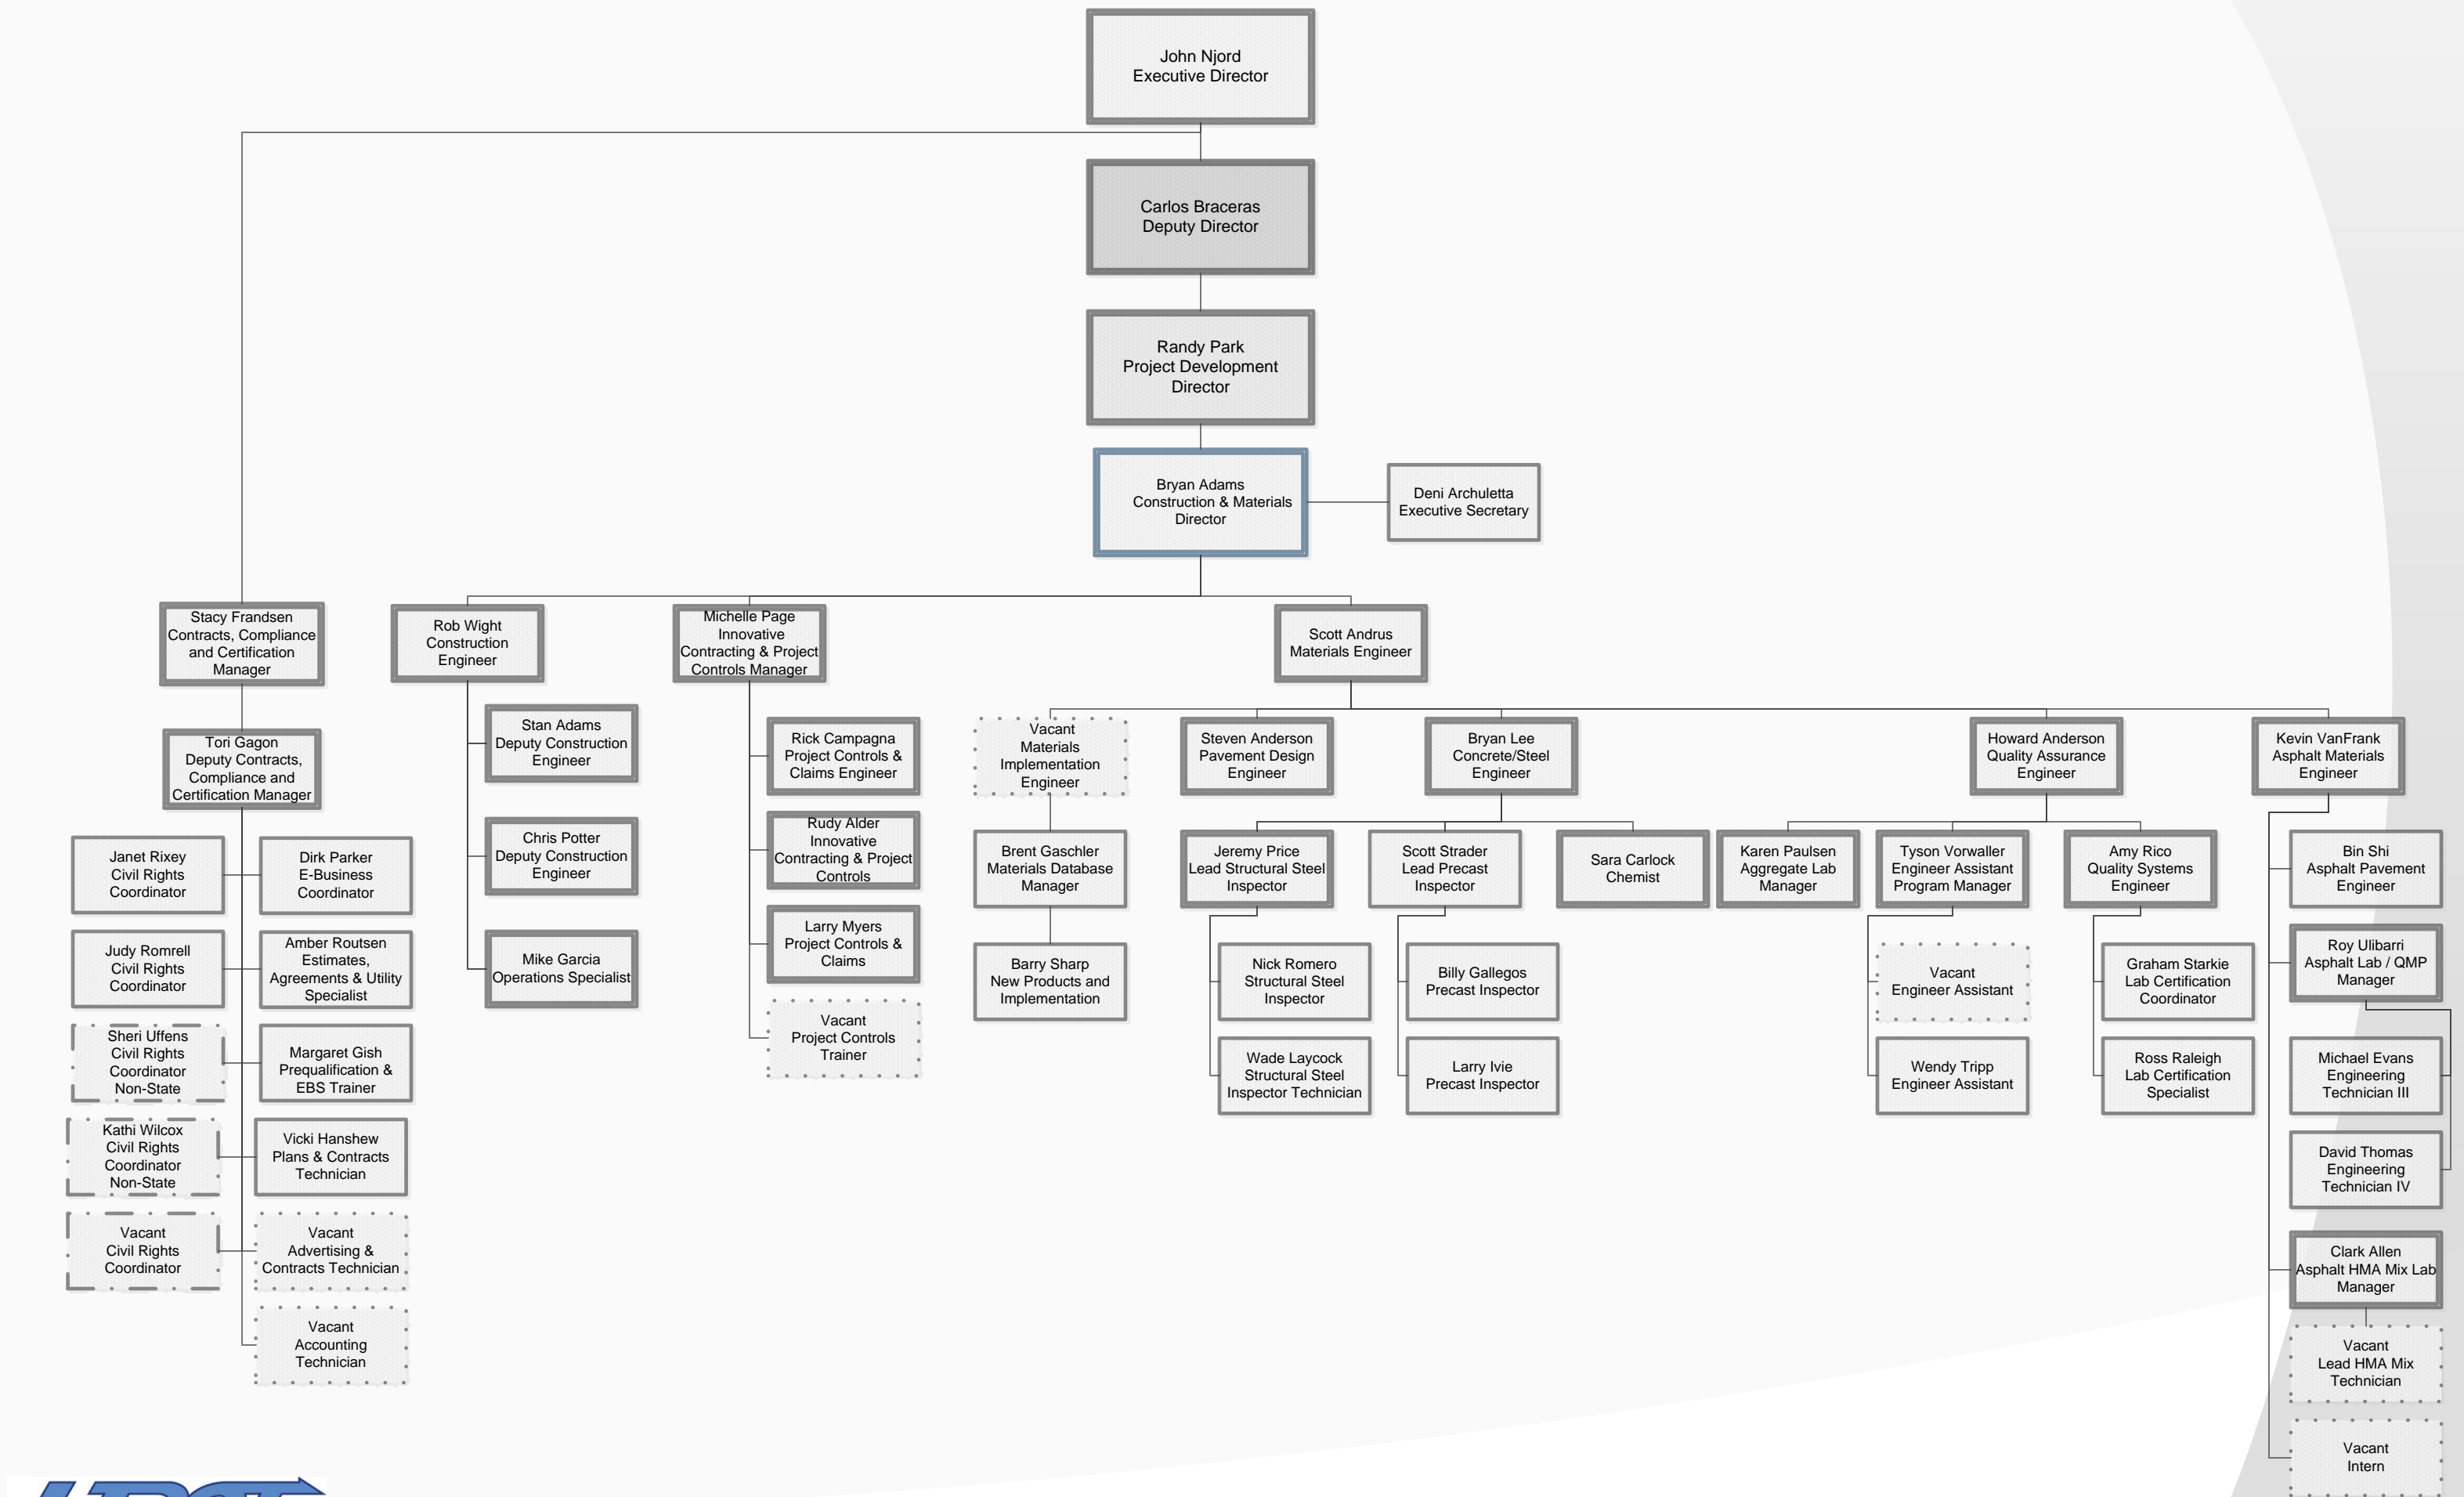 John Njord
Executive Director
Carlos Braceras
Deputy Director
Randy Park
Project Development
Director
Bryan Adams
Construction & Materials
Director
Deni Archuletta
Executive Secretary
Stacy Frandsen
Contracts, Compliance
and Certification
Manager
Tori Gagon
Deputy Contracts,
Compliance and
Certification Manager
Janet Rixey
Civil Rights
Coordinator
Dirk Parker
E-Business
Coordinator
Judy Romrell
Civil Rights
Coordinator
Amber Routsen
Estimates,
Agreements & Utility
Specialist
Sheri Uffens
Civil Rights
Coordinator
Non-State
Margaret Gish
Prequalification &
EBS Trainer
Kathi Wilcox
Civil Rights
Coordinator
Non-State
Vicki Hanshew
Plans & Contracts
Technician
Vacant
Civil Rights
Coordinator
Vacant
Advertising &
Contracts Technician
Vacant
Accounting
Technician
Rob Wight
Construction
Engineer
Stan Adams
Deputy Construction
Engineer
Chris Potter
Deputy Construction
Engineer
Mike Garcia
Operations Specialist
Michelle Page
Innovative
Contracting & Project
Controls Manager
Rick Campagna
Project Controls &
Claims Engineer
Rudy Alder
Innovative
Contracting & Project
Controls
Larry Myers
Project Controls &
Claims
Vacant
Project Controls
Trainer
Scott Andrus
Materials Engineer
Vacant
Materials
Implementation
Engineer
Brent Gaschler
Materials Database
Manager
Barry Sharp
New Products and
Implementation
Steven Anderson
Pavement Design
Engineer
Bryan Lee
Concrete/Steel
Engineer
Jeremy Price
Lead Structural Steel
Inspector
Nick Romero
Structural Steel
Inspector
Wade Laycock
Structural Steel
Inspector Technician
Scott Strader
Lead Precast
Inspector
Billy Gallegos
Precast Inspector
Larry Ivie
Precast Inspector
Sara Carlock
Chemist
Howard Anderson
Quality Assurance
Engineer
Karen Paulsen
Aggregate Lab
Manager
Tyson Vorwaller
Engineer Assistant
Program Manager
Vacant
Engineer Assistant
Wendy Tripp
Engineer Assistant
Amy Rico
Quality Systems
Engineer
Graham Starkie
Lab Certification
Coordinator
Ross Raleigh
Lab Certification
Specialist
Kevin VanFrank
Asphalt Materials
Engineer
Bin Shi
Asphalt Pavement
Engineer
Roy Ulibarri
Asphalt Lab / QMP
Manager
Michael Evans
Engineering
Technician III
David Thomas
Engineering
Technician IV
Clark Allen
Asphalt HMA Mix Lab
Manager
Vacant
Lead HMA Mix
Technician
Vacant
Intern